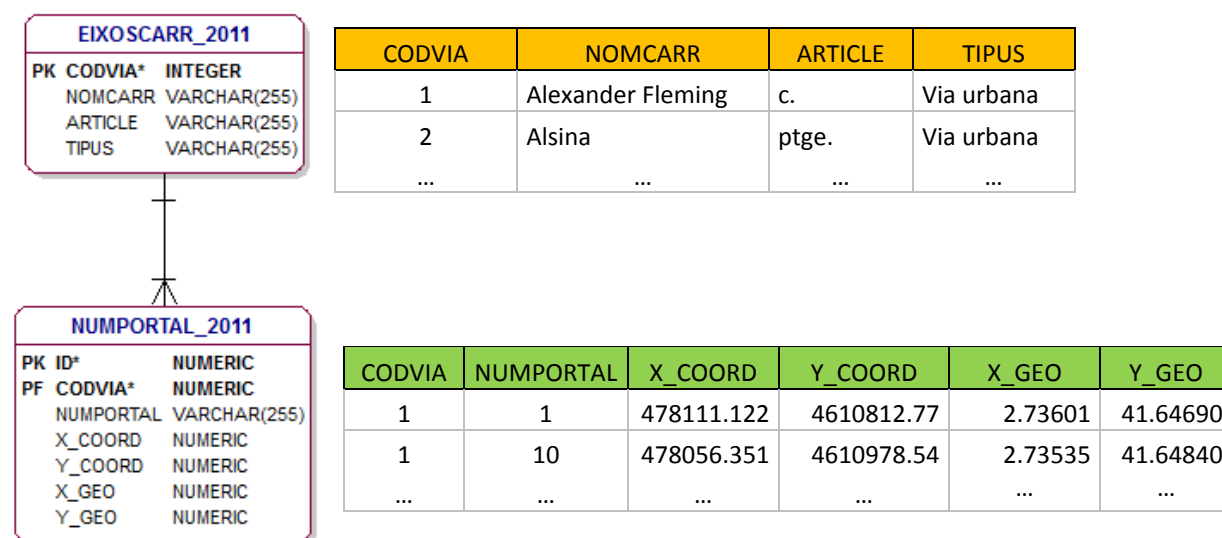 EIXOSCARR_2011
PK CODVIA* INTEGER
NOMCARR VARCHAR(255)
ARTICLE VARCHAR(255)
TIPUS VARCHAR(255)
CODVIA NOMCARR ARTICLE TIPUS
1 Alexander Fleming c. Via urbana
2 Alsina ptge. Via urbana
... ... ... ...
NUMPORTAL_2011
PK ID* NUMERIC
PF CODVIA* NUMERIC
NUMPORTAL VARCHAR(255)
X_COORD NUMERIC
Y_COORD NUMERIC
X_GEO NUMERIC
Y_GEO NUMERIC
CODVIA NUMPORTAL X_COORD Y_COORD X_GEO Y_GEO
1 1 478111.122 4610812.77 2.73601 41.64690
1 10 478056.351 4610978.54 2.73535 41.64840
... ... ... ... ... ...